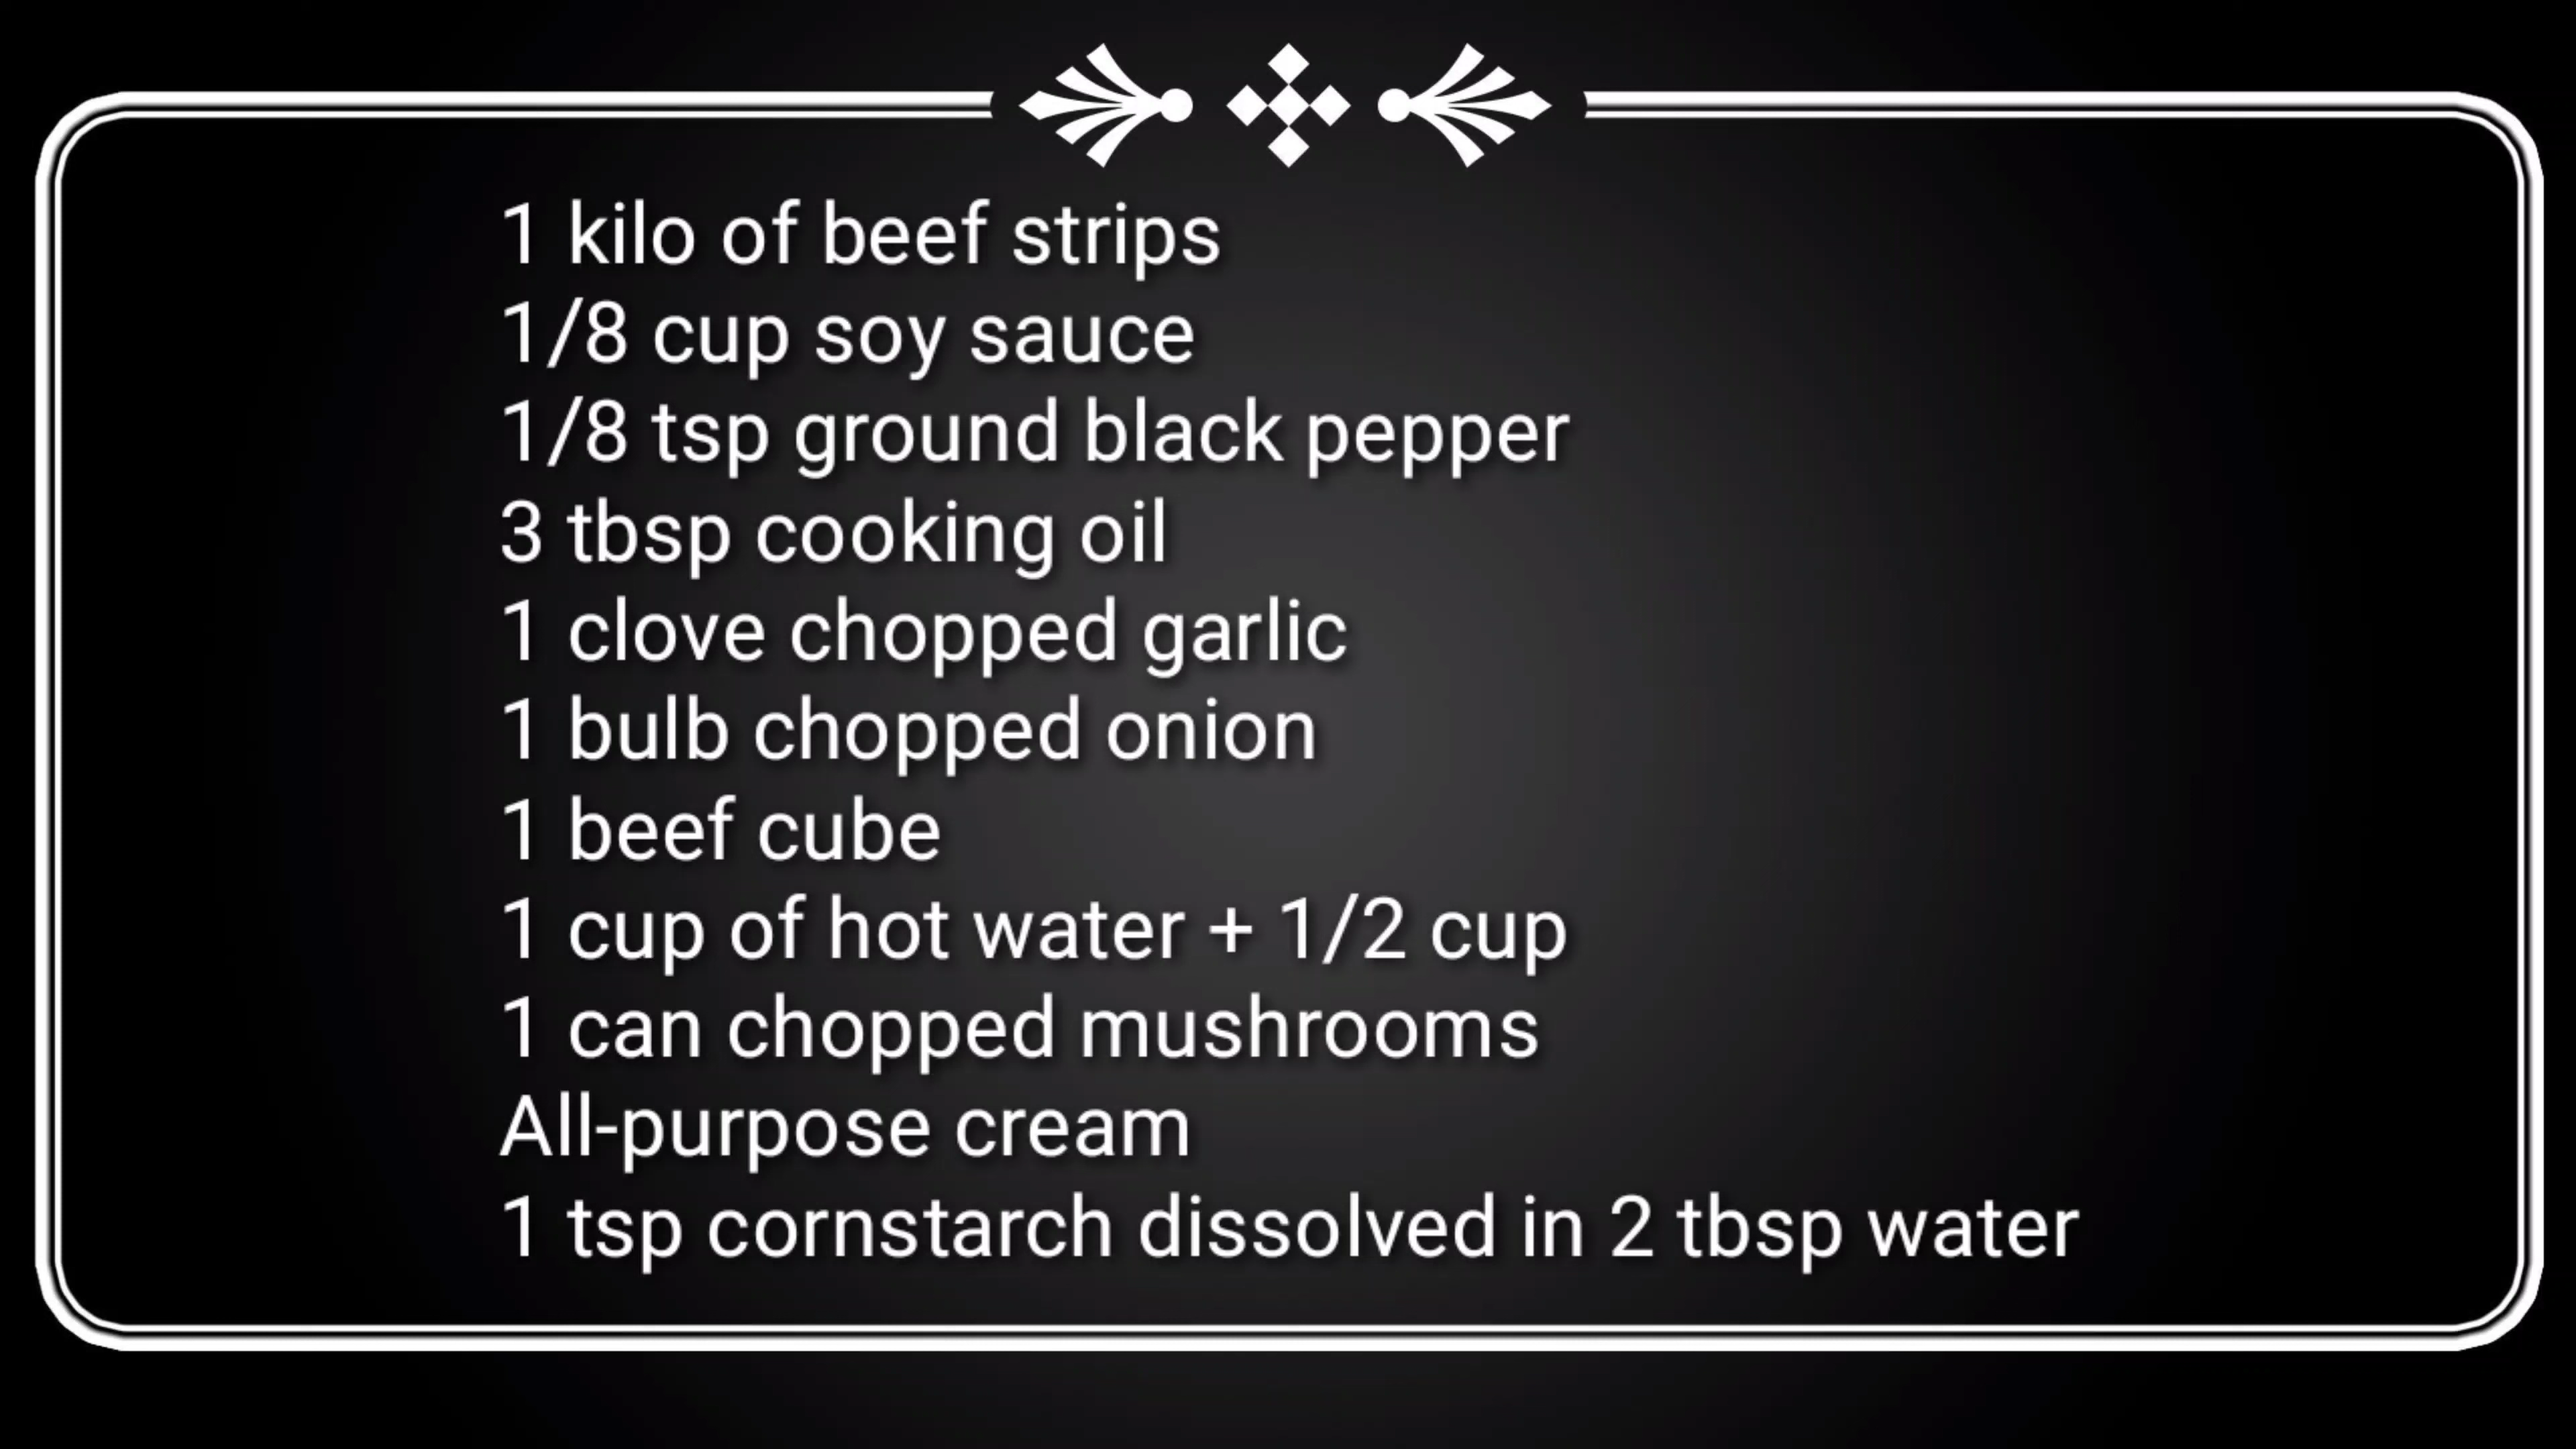 1 kilo of beef strips
1/8 cup soy sauce
1/8 tsp ground black pepper
3 tbsp cooking oil
1 clove chopped garlic
1 bulb chopped onion
1 beef cube
1 cup of hot water + 1/2 cup
1 can chopped mushrooms
All-purpose cream
1 tsp cornstarch dissolved in 2 tbsp water